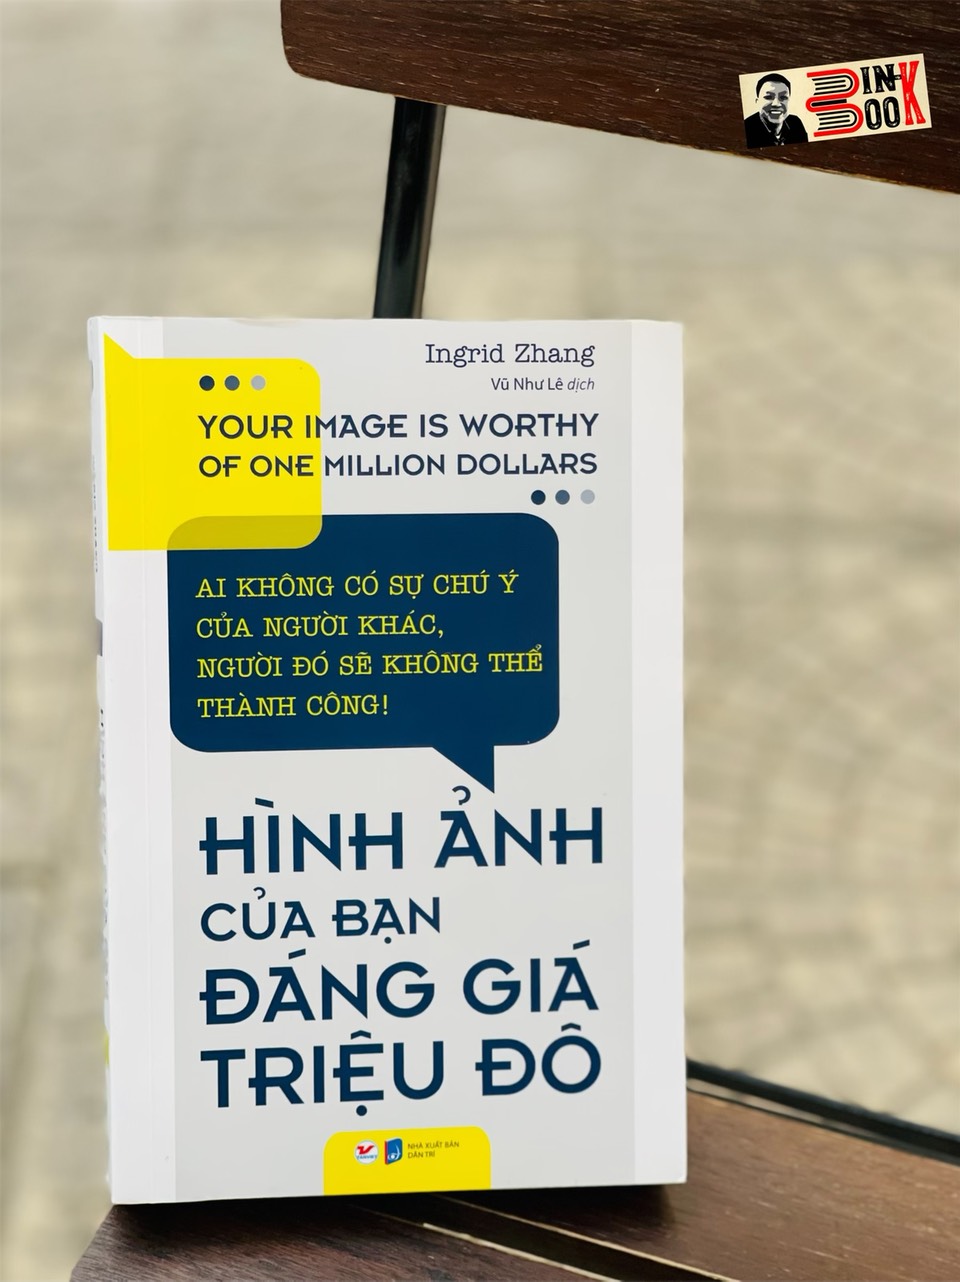 BIN-
BOOK
Ingrid Zhang
Vũ Như Lê dịch
YOUR IMAGE IS WORTHY
OF ONE MILLION DOLLARS
AI KHÔNG CÓ SỰ CHÚ Ý
CỦA NGƯỜI KHÁC,
NGƯỜI ĐÓ SẼ KHÔNG THỂ
THÀNH CÔNG!
HÌNH ẢNH
CỦA BẠN
ĐÁNG GIÁ
TRIỆU ĐÔ
NHÀ XUẤT BẢN
DÂN TRÍ